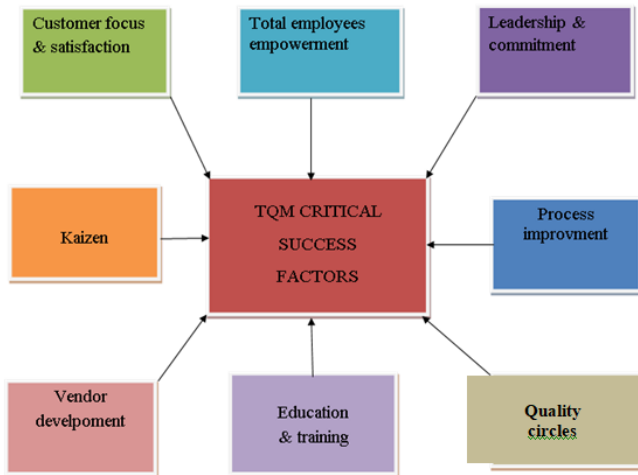 Customer focus
& satisfaction
Total employees
empowerment
Leadership &
commitment
Kaizen
TQM CRITICAL
SUCCESS
FACTORS
Process
improvment
Vendor
develpoment
Education
& training
Quality
circles